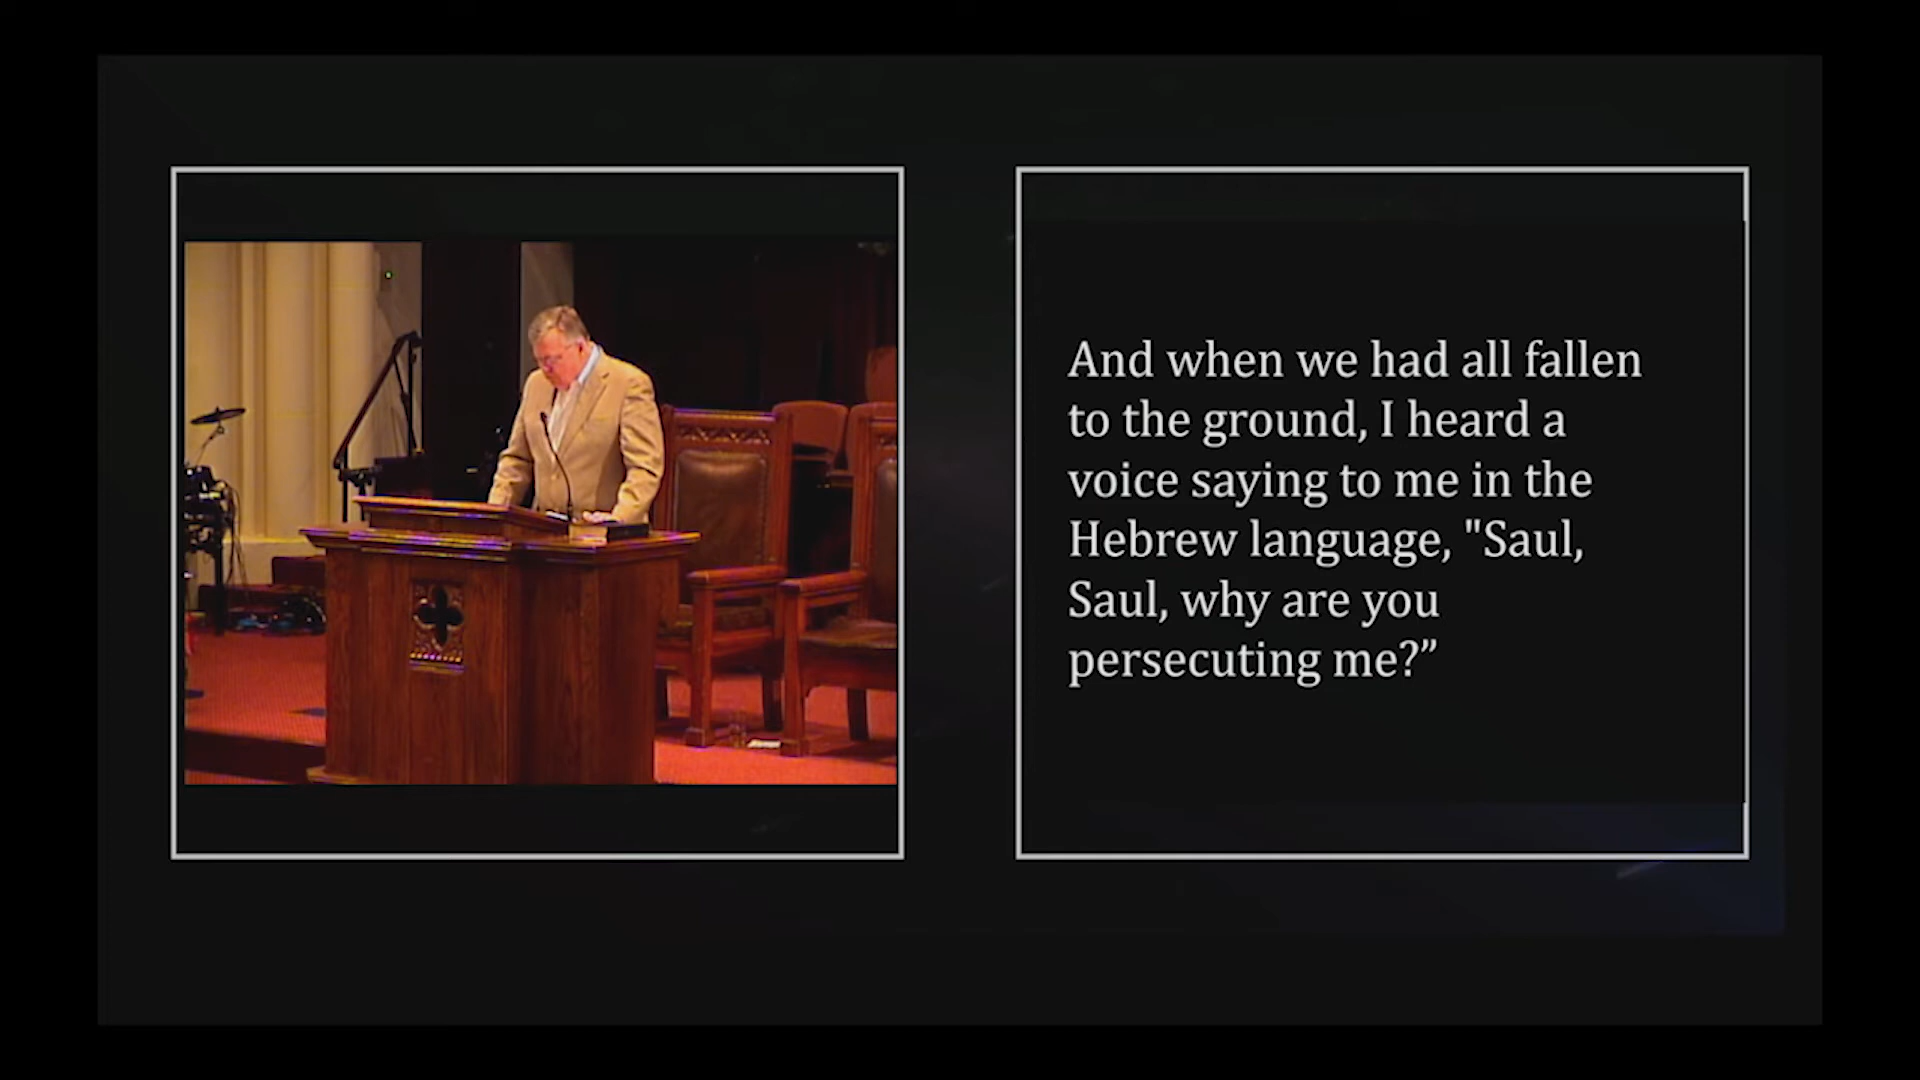 And when we had all fallen
to the ground, I heard a
voice saying to me in the
Hebrew language, "Saul,
Saul, why are you
persecuting me?”